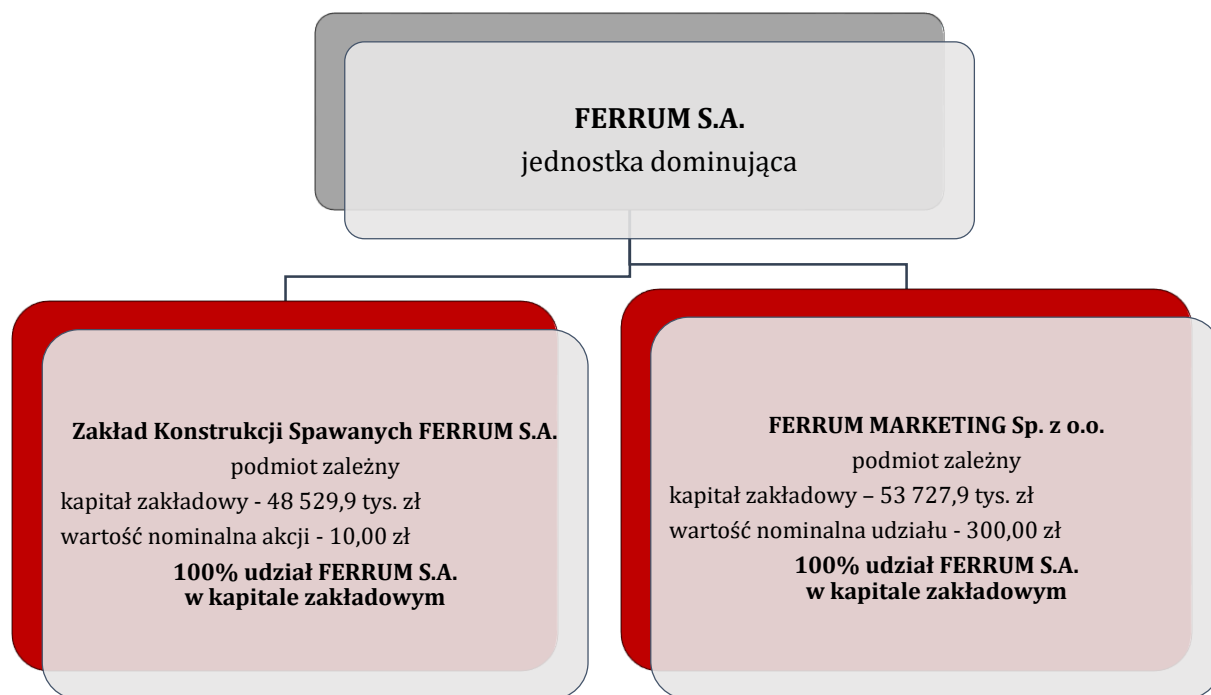 FERRUM S.A.
jednostka dominująca
Zakład Konstrukcji Spawanych FERRUM S.A.
podmiot zależny
kapitał zakładowy - 48 529,9 tys. zł
wartość nominalna akcji - 10,00 zł
100% udział FERRUM S.A.
w kapitale zakładowym
FERRUM MARKETING Sp. z o.o.
podmiot zależny
kapitał zakładowy – 53 727,9 tys. zł
wartość nominalna udziału - 300,00 zł
100% udział FERRUM S.A.
w kapitale zakładowym